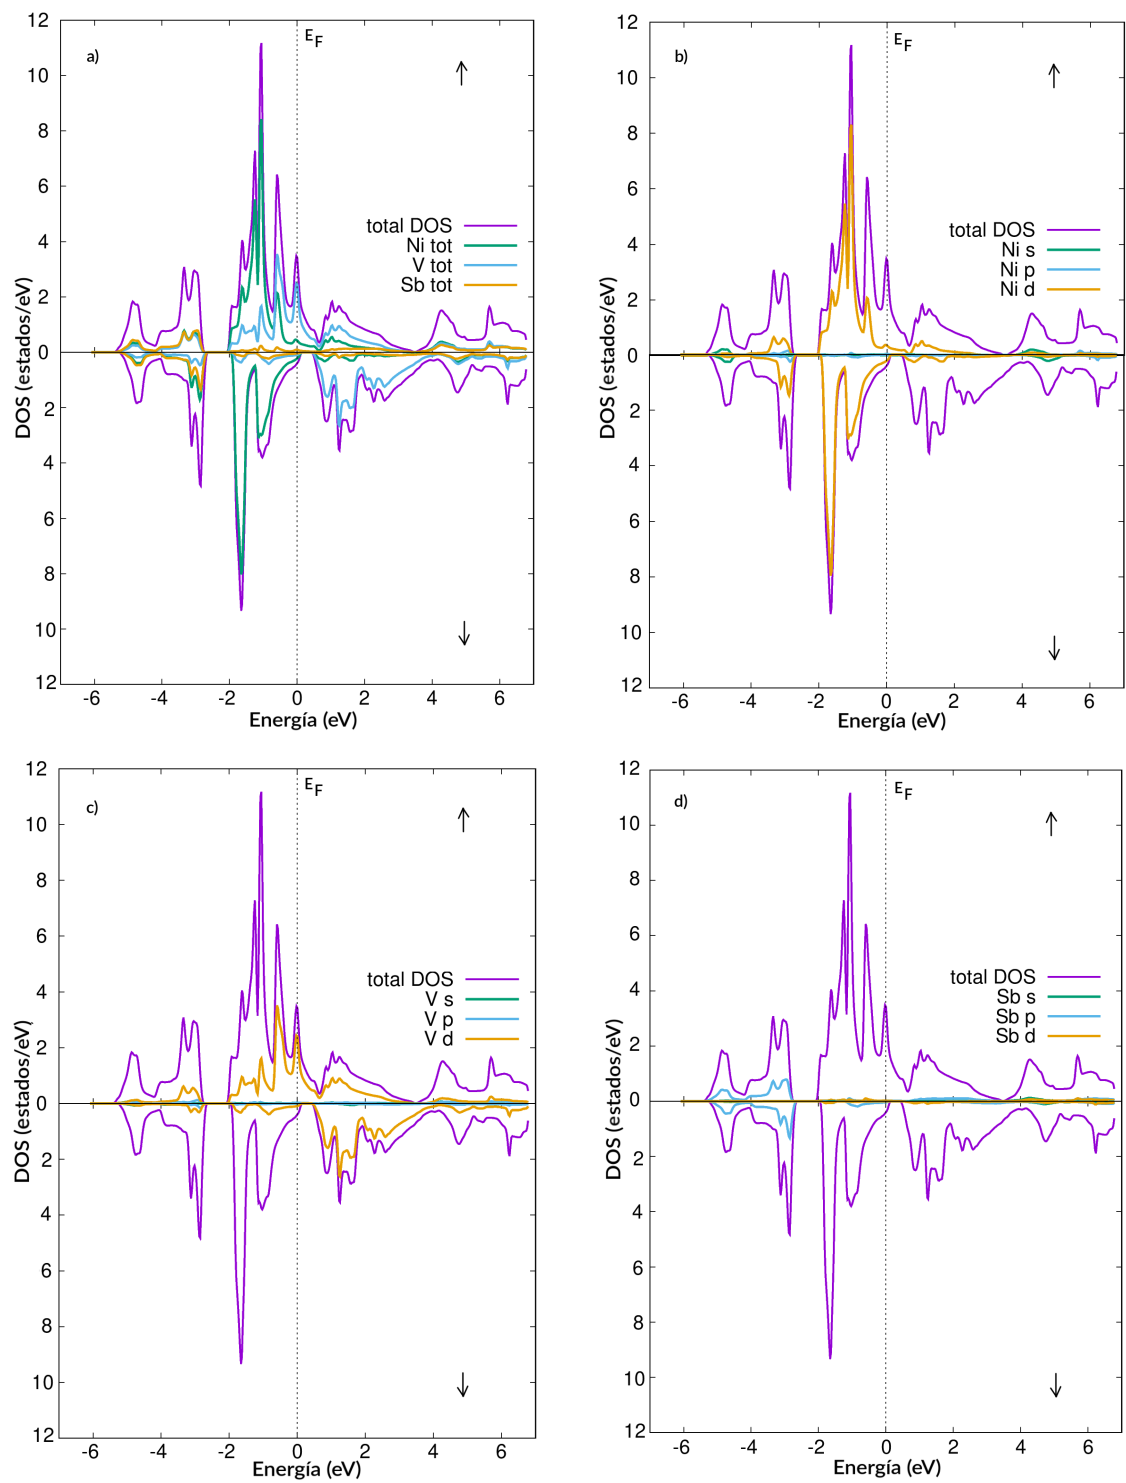 a)
E_F
↑
12
10
8
6
4
2
0
2
4
6
8
10
12
DOS (estados/eV)
total DOS
Ni tot
V tot
Sb tot
↓
-6 -4 -2 0 2 4 6
Energía (eV)
b)
E_F
↑
12
10
8
6
4
2
0
2
4
6
8
10
12
DOS (estados/eV)
total DOS
Ni s
Ni p
Ni d
↓
-6 -4 -2 0 2 4 6
Energía (eV)
c)
E_F
↑
12
10
8
6
4
2
0
2
4
6
8
10
12
DOS (estados/eV)
total DOS
V s
V p
V d
↓
-6 -4 -2 0 2 4 6
Energía (eV)
d)
E_F
↑
12
10
8
6
4
2
0
2
4
6
8
10
12
DOS (estados/eV)
total DOS
Sb s
Sb p
Sb d
↓
-6 -4 -2 0 2 4 6
Energía (eV)